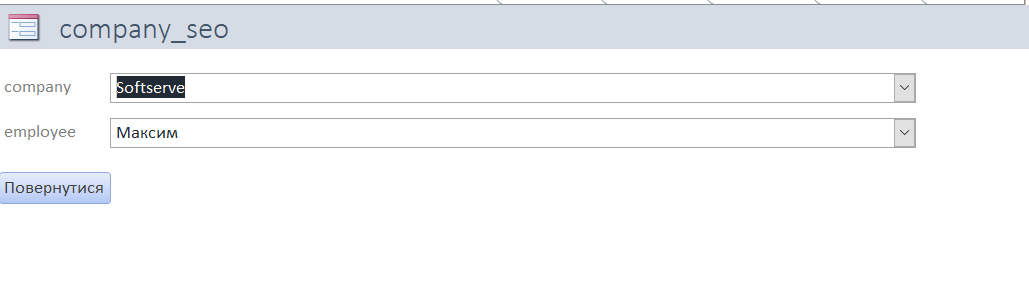 company_seo
company Softserve
employee Максим
Повернутися